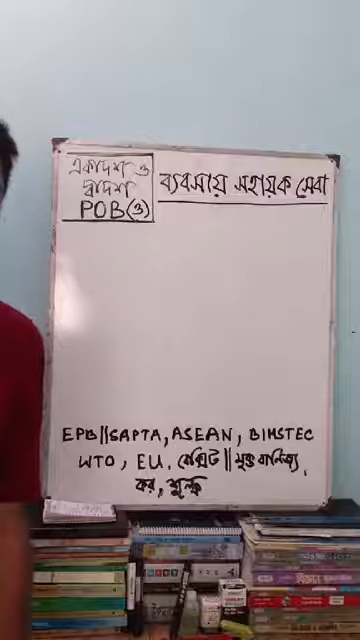 একাদশ ও
দ্বাদশ
POB(৩)
ব্যবসায় সহায়ক সেবা
EPB||SAPTA, ASEAN, BIMSTEC
WTO, EU, ব্রেক্সিট || মুক্ত বানিজ্য,
কর, শুল্ক